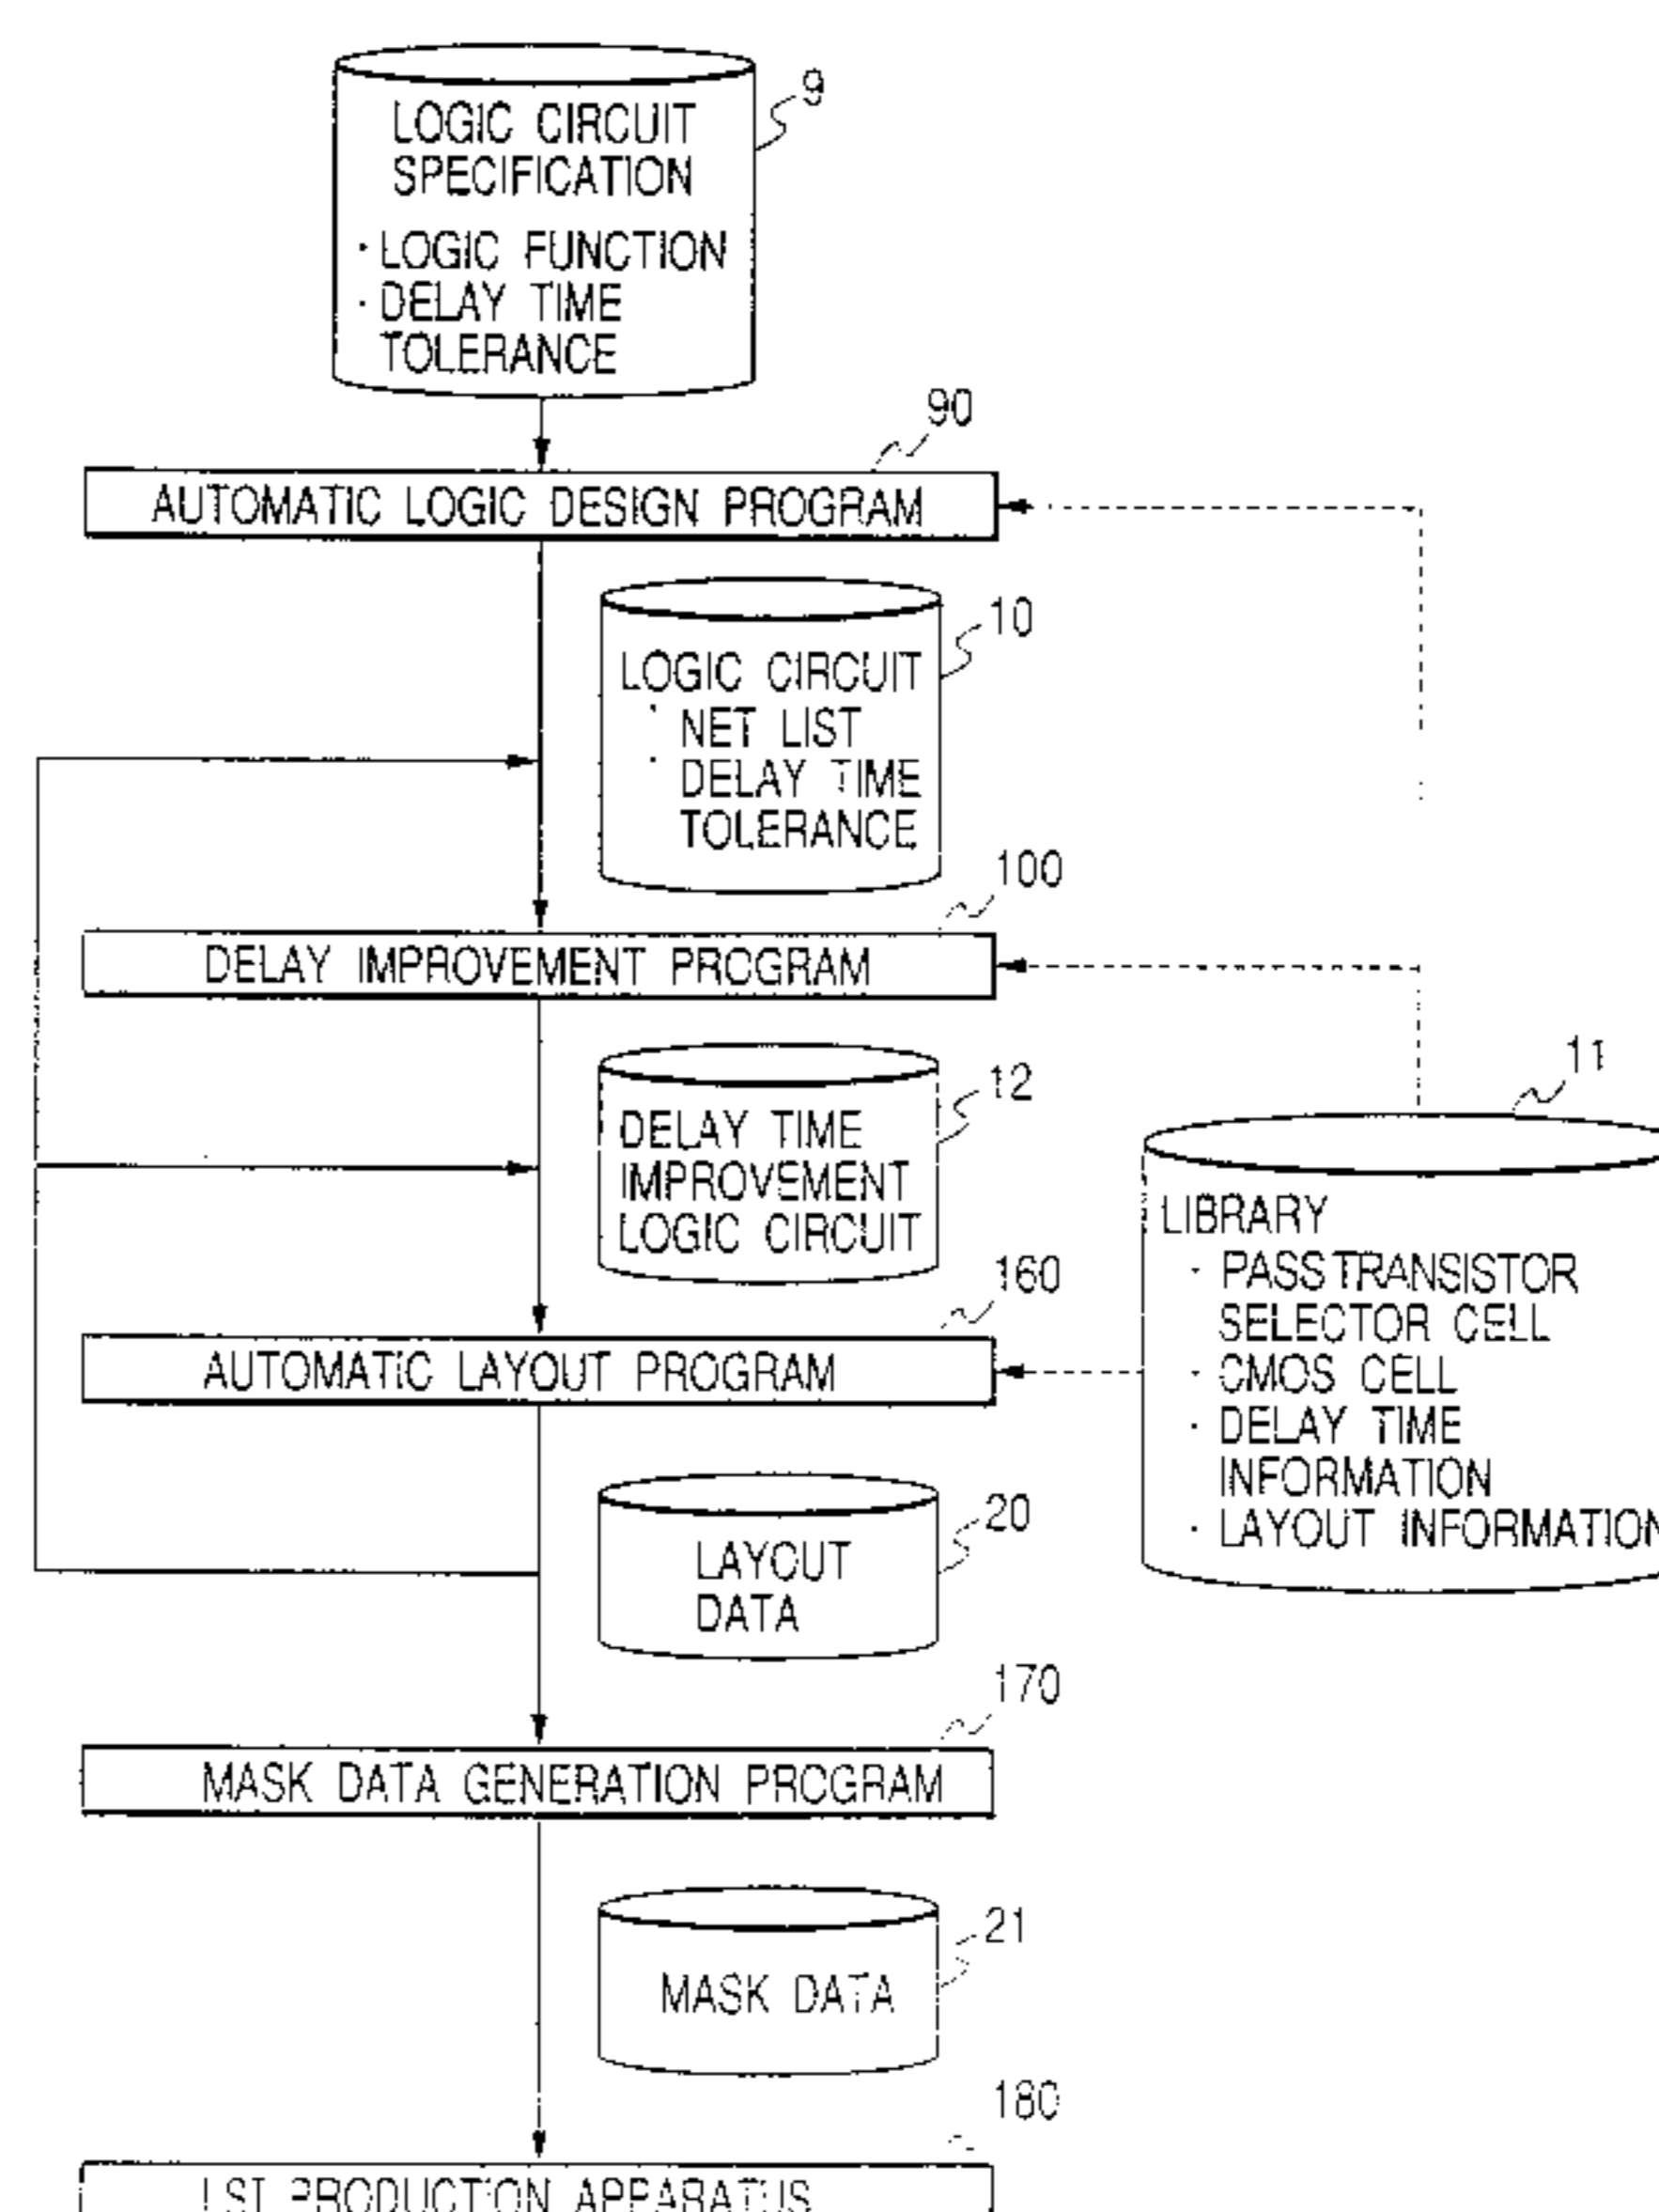 9
LOGIC CIRCUIT
SPECIFICATION
· LOGIC FUNCTION
· DELAY TIME
TOLERANCE
90
AUTOMATIC LOGIC DESIGN PROGRAM
10
LOGIC CIRCUIT
· NET LIST
· DELAY TIME
TOLERANCE
100
DELAY IMPROVEMENT PROGRAM
12
DELAY TIME
IMPROVEMENT
LOGIC CIRCUIT
11
LIBRARY
· PASS TRANSISTOR
SELECTOR CELL
· CMOS CELL
· DELAY TIME
INFORMATION
· LAYOUT INFORMATION
160
AUTOMATIC LAYOUT PROGRAM
20
LAYOUT
DATA
170
MASK DATA GENERATION PROGRAM
21
MASK DATA
180
LSI PRODUCTION APPARATUS